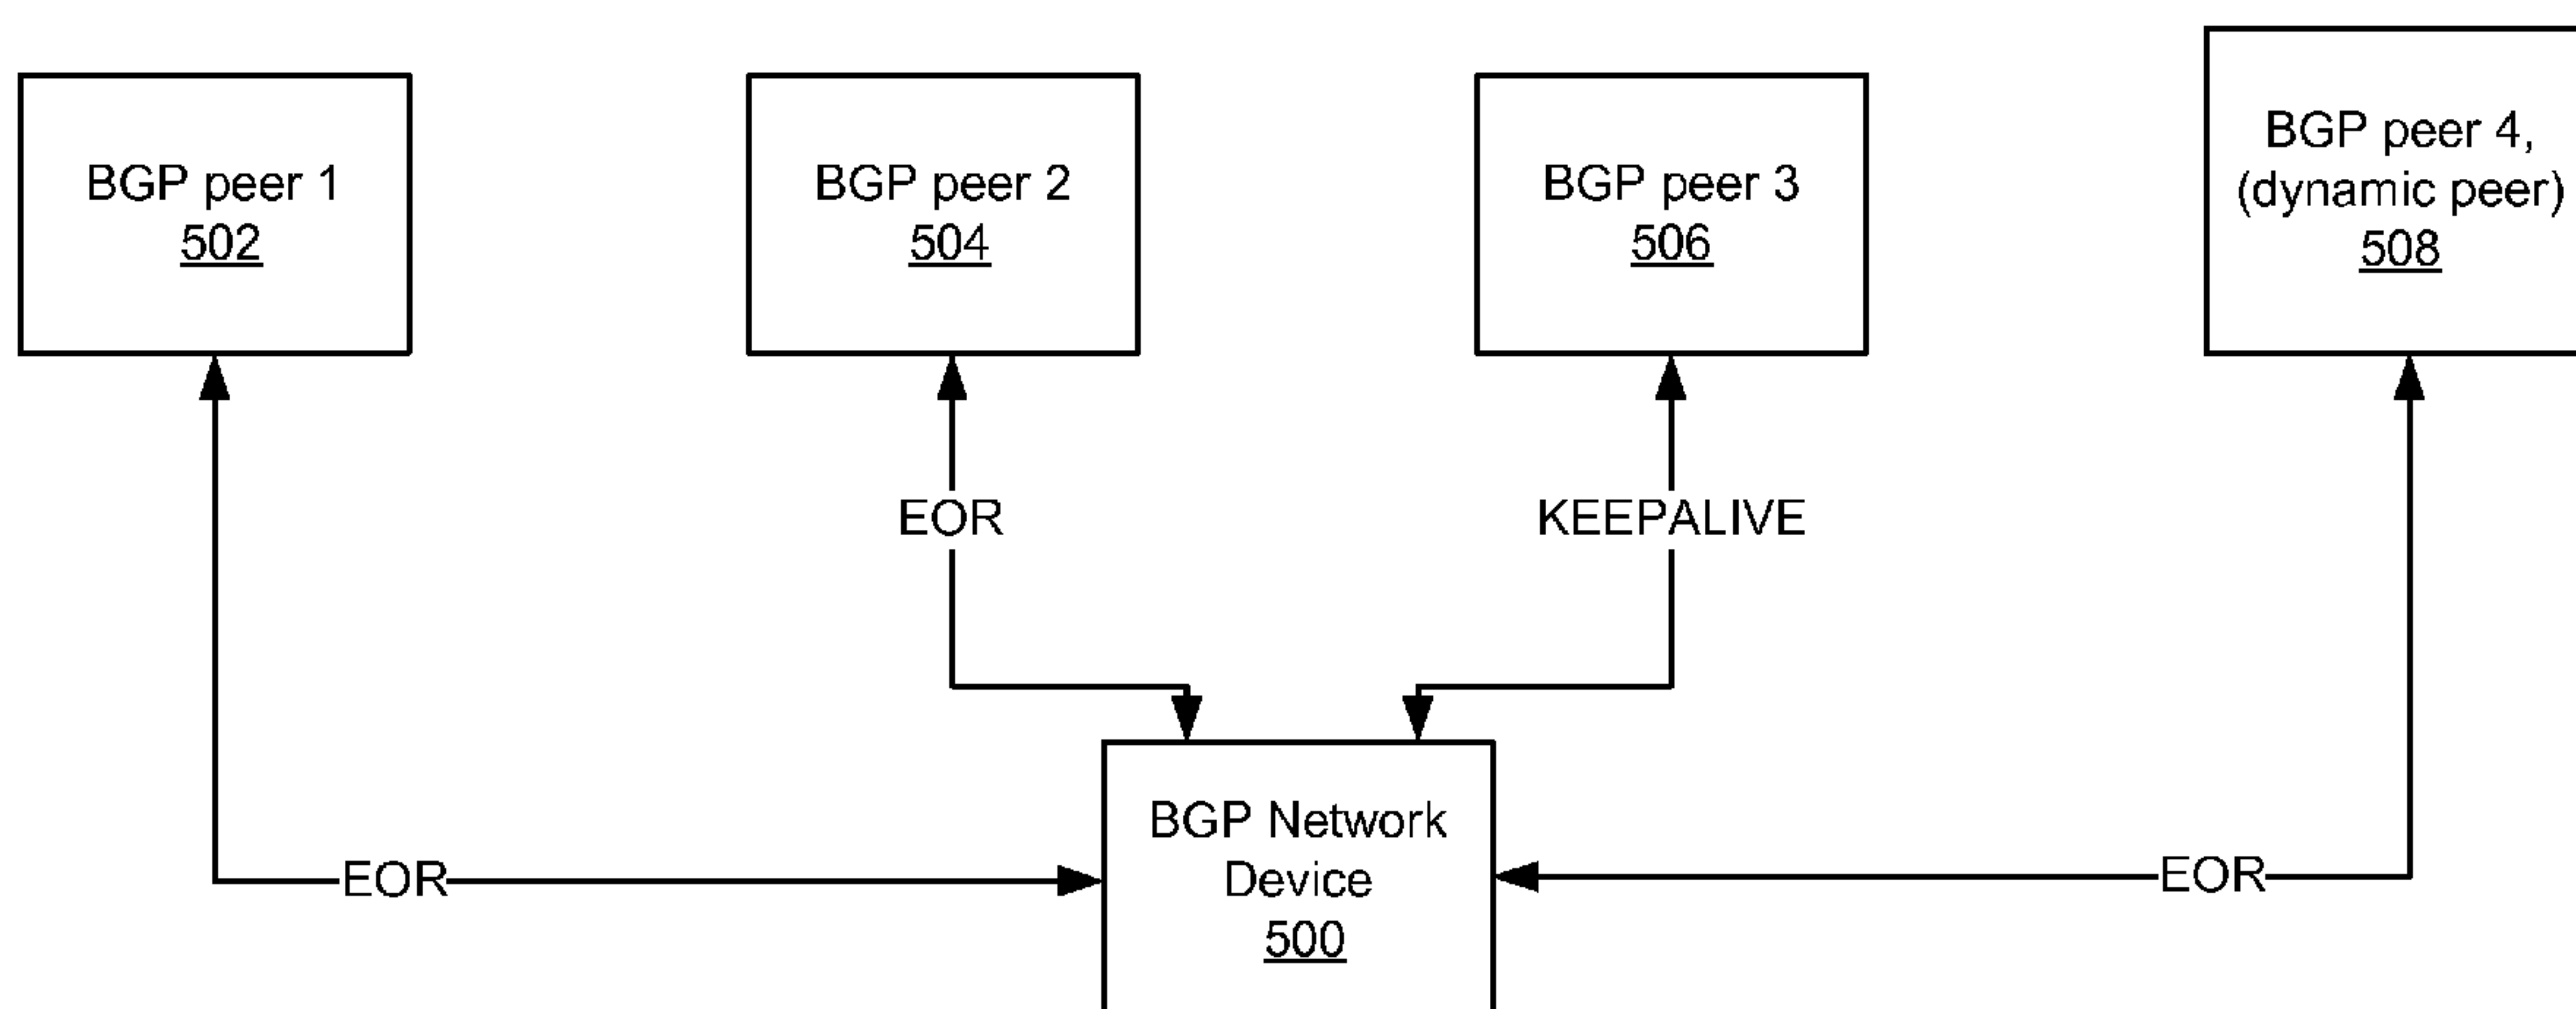 BGP peer 1
502
BGP peer 2
504
BGP peer 3
506
BGP peer 4,
(dynamic peer)
508
EOR
KEEPALIVE
EOR
BGP Network
Device
500
EOR